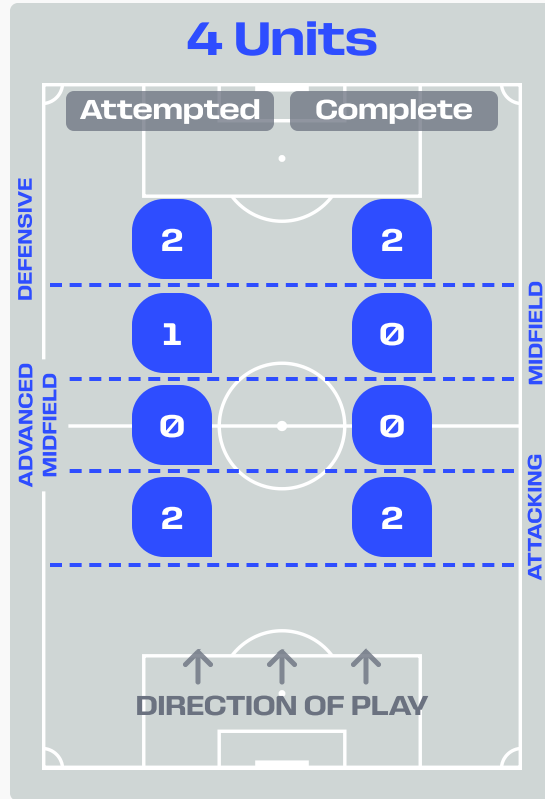 4 Units
Attempted Complete
DEFENSIVE
2 2
MIDFIELD
1 0
ADVANCED
MIDFIELD
0 0
ATTACKING
2 2
DIRECTION OF PLAY